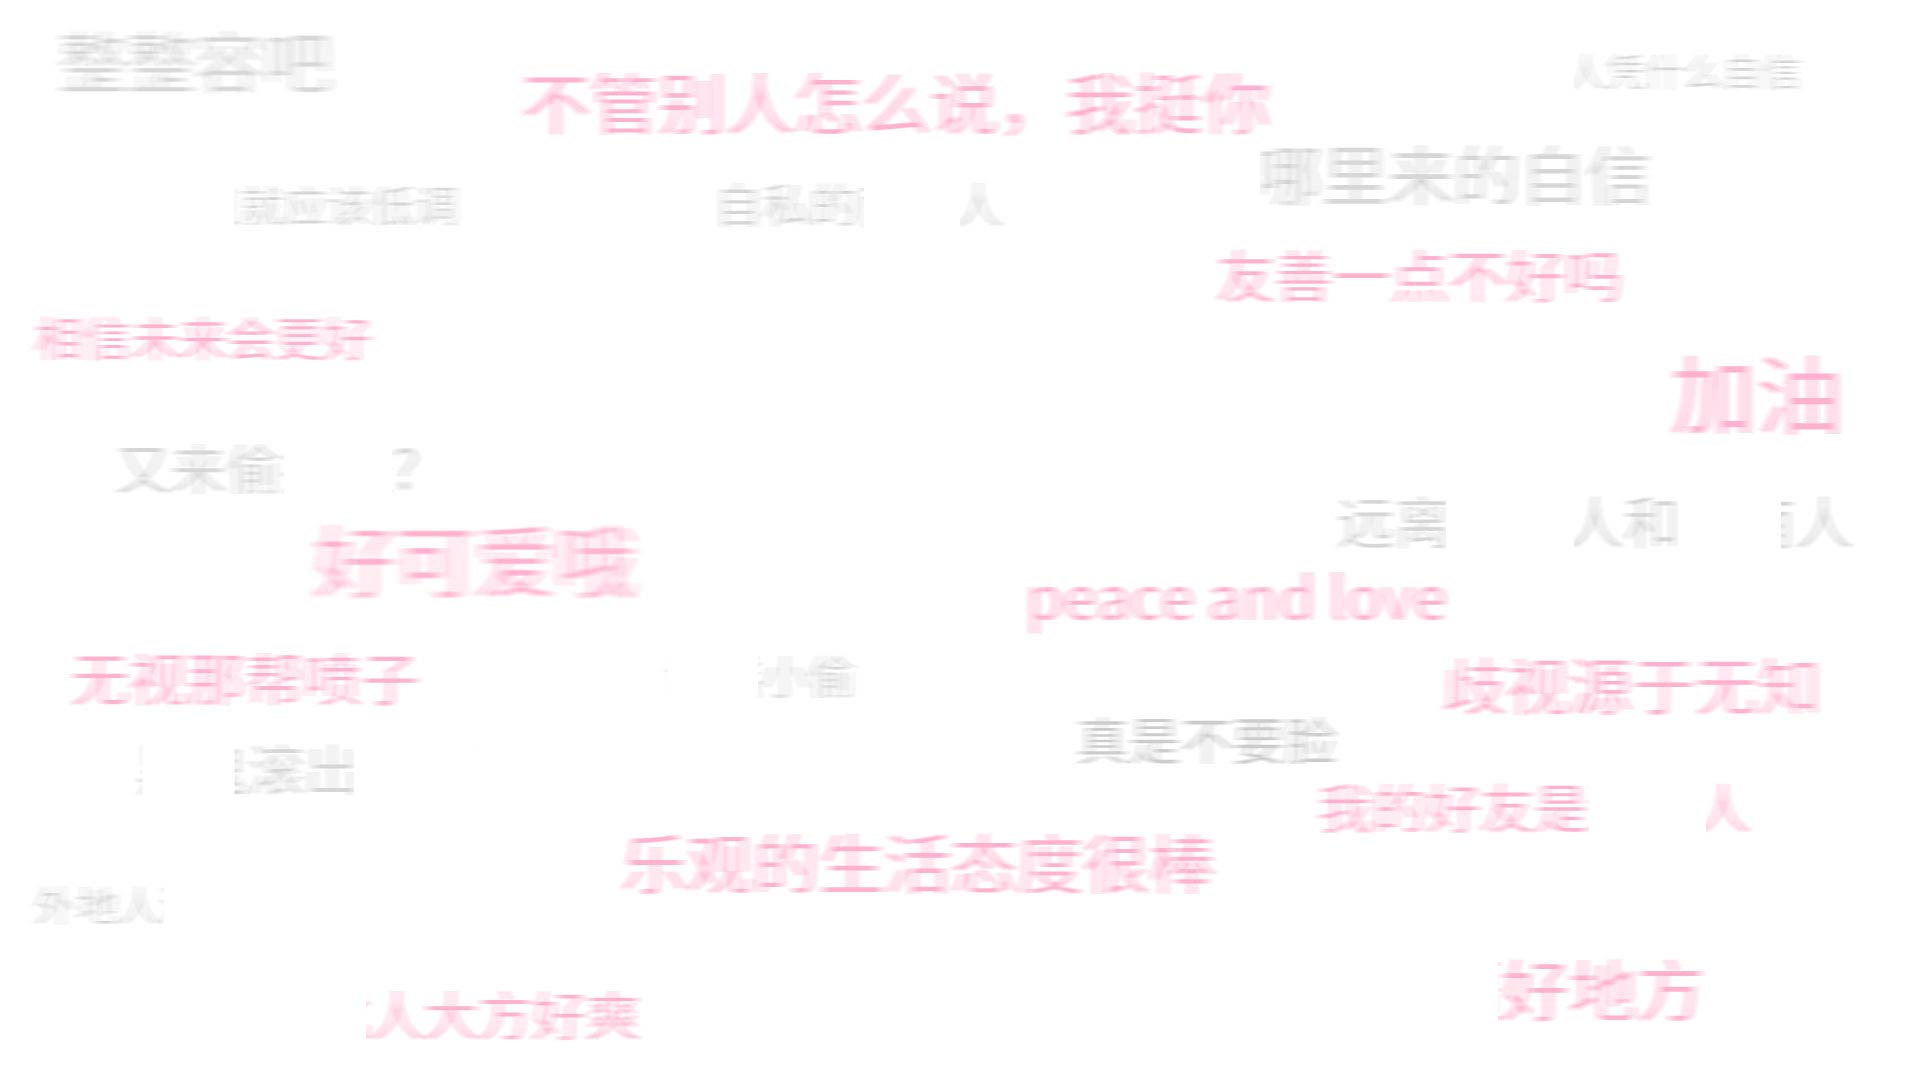 整整容吧
人凭什么自信
不管别人怎么说，我挺你
哪里来的自信
就应该低调
自私的 人
友善一点不好吗
相信未来会更好
加油
又来偷 ?
远离 人和 人
好可爱哦
peace and love
无视那帮喷子
小偷
歧视源于无知
真是不要脸
滚出
我的好友是 人
乐观的生活态度很棒
外地人
好地方
人大方好爽